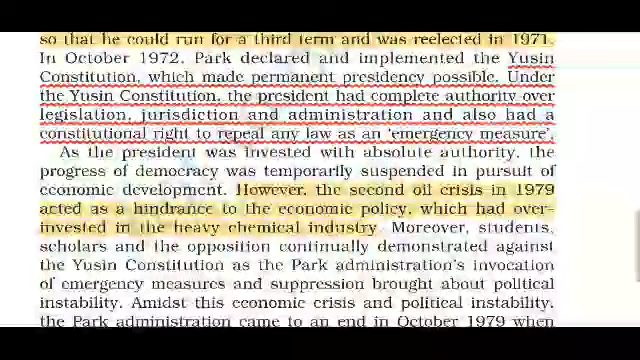 so that he could run for a third term and was reelected in 1971.
In October 1972, Park declared and implemented the Yusin
Constitution, which made permanent presidency possible. Under
the Yusin Constitution, the president had complete authority over
legislation, jurisdiction and administration and also had a
constitutional right to repeal any law as an ‘emergency measure’.
As the president was invested with absolute authority, the
progress of democracy was temporarily suspended in pursuit of
economic development. However, the second oil crisis in 1979
acted as a hindrance to the economic policy, which had over-
invested in the heavy chemical industry. Moreover, students,
scholars and the opposition continually demonstrated against
the Yusin Constitution as the Park administration's invocation
of emergency measures and suppression brought about political
instability. Amidst this economic crisis and political instability,
the Park administration came to an end in October 1979 when